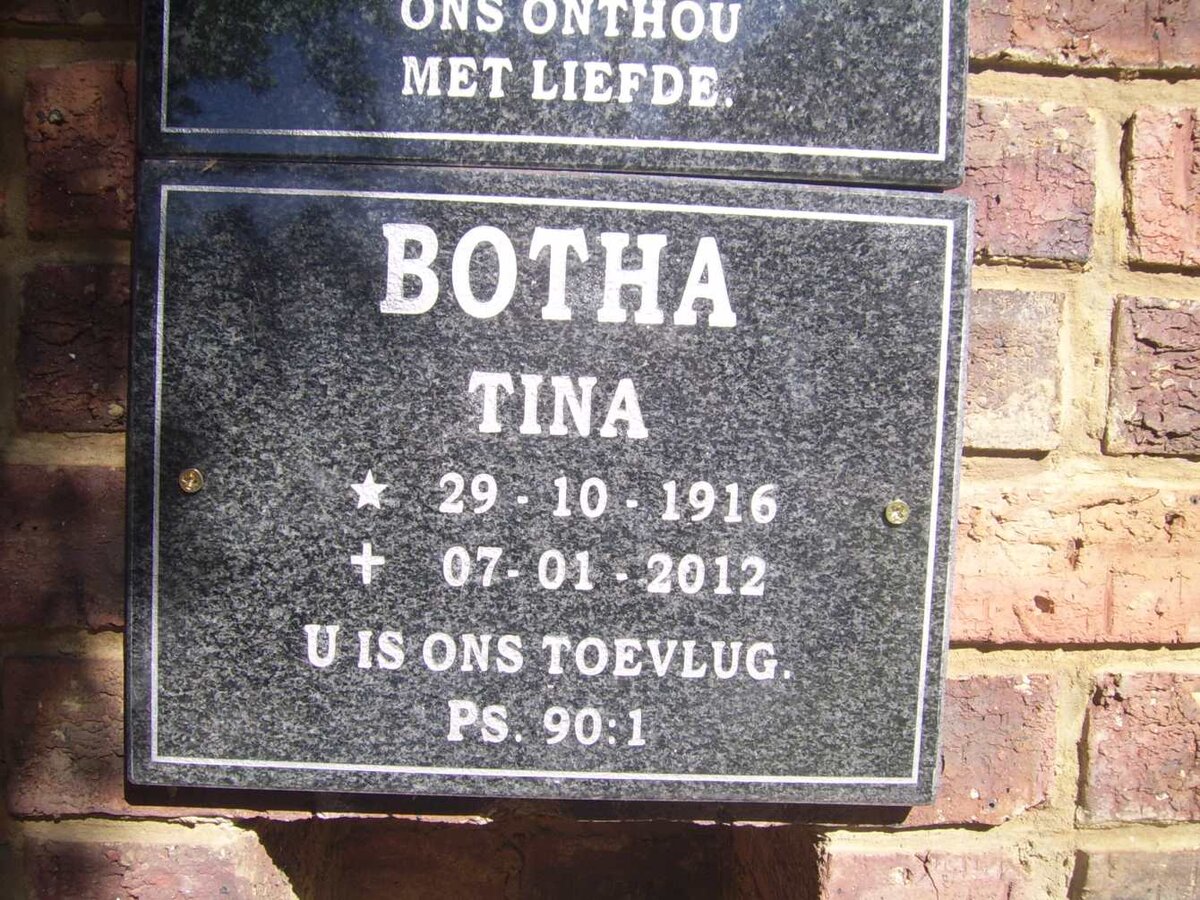 ONS ONTHOU
MET LIEFDE.
BOTHA
TINA
★ 29 - 10 - 1916
✝ 07 - 01 - 2012
U IS ONS TOEVLUG.
PS. 90:1